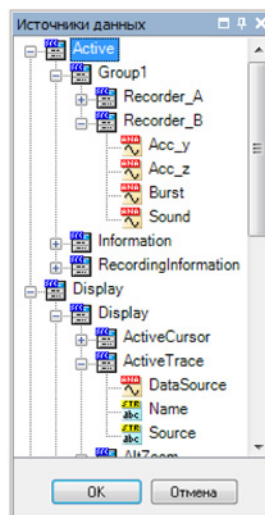 Источники данных
Active
Group1
Recorder_A
Recorder_B
Acc_y
Acc_z
Burst
Sound
Information
RecordingInformation
Display
Display
ActiveCursor
ActiveTrace
DataSource
Name
Source
AltZoom
OK
Отмена